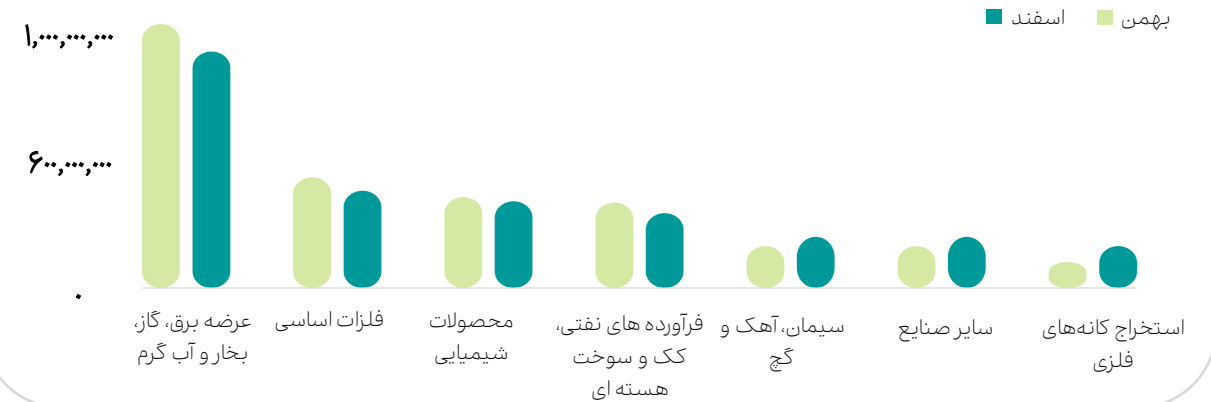 بهمن
اسفند
۱,۰۰۰,۰۰۰,۰۰۰
۶۰۰,۰۰۰,۰۰۰
۰
عرضه برق، گاز،
بخار و آب گرم
فلزات اساسی
محصولات
شیمیایی
فرآورده های نفتی،
کک و سوخت
هسته ای
سیمان، آهک و
گچ
سایر صنایع
استخراج کانه‌های
فلزی